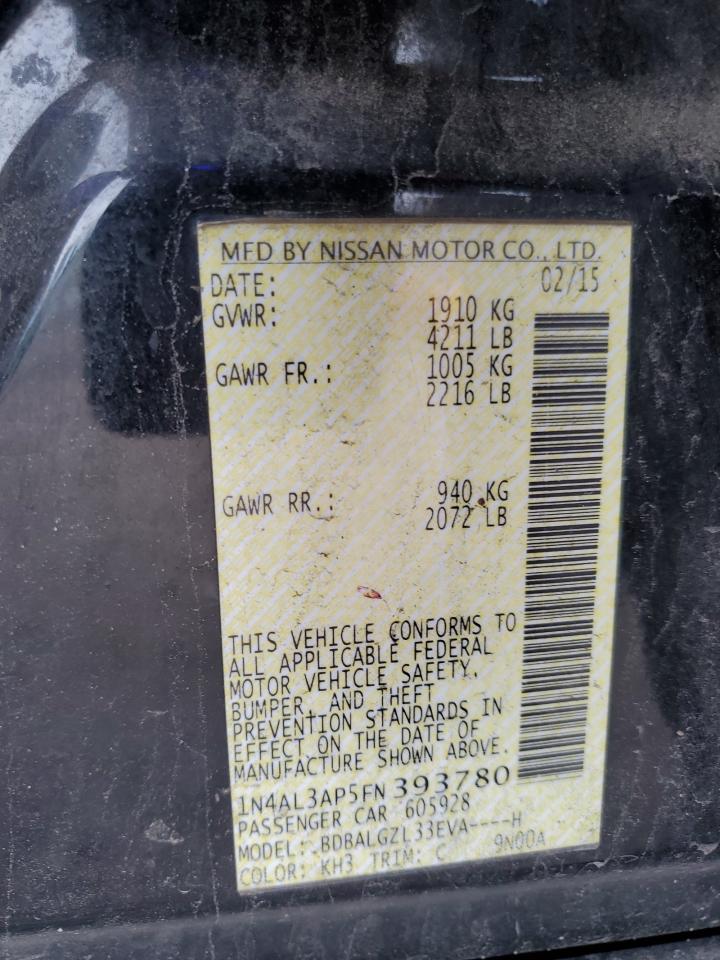 MFD BY NISSAN MOTOR CO., LTD.
DATE: 02/15
GVWR: 1910 KG
4211 LB
GAWR FR.: 1005 KG
2216 LB
GAWR RR.: 940 KG
2072 LB
THIS VEHICLE CONFORMS TO
ALL APPLICABLE FEDERAL
MOTOR VEHICLE SAFETY,
BUMPER, AND THEFT
PREVENTION STANDARDS IN
EFFECT ON THE DATE OF
MANUFACTURE SHOWN ABOVE.
1N4AL3AP5FN 393780
PASSENGER CAR 605928
MODEL: BDBALGZL33EVA----H
COLOR: KH3 TRIM: C 9N00A